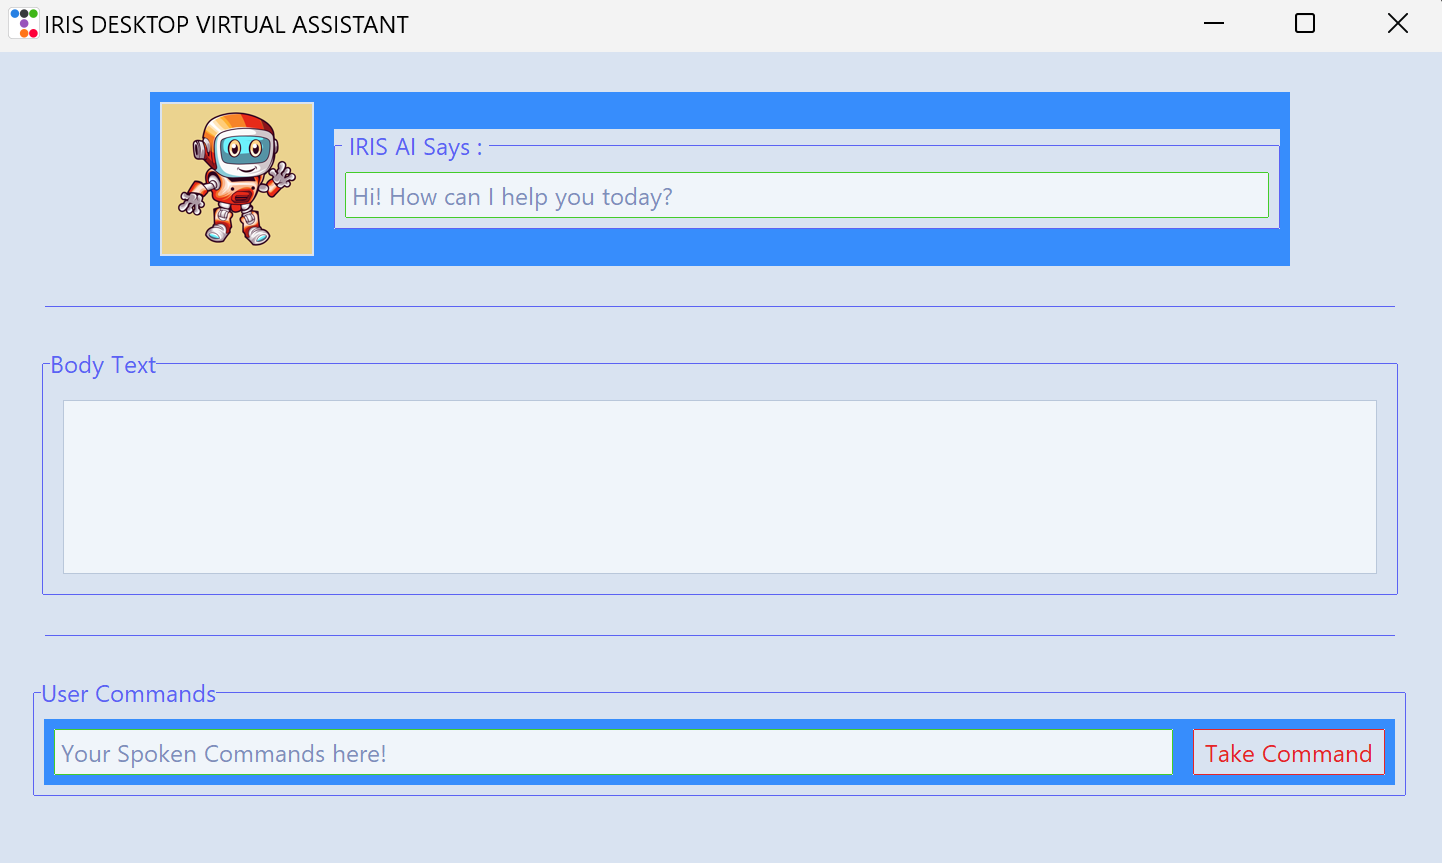 IRIS DESKTOP VIRTUAL ASSISTANT
IRIS AI Says :
Hi! How can I help you today?
Body Text
User Commands
Your Spoken Commands here!
Take Command